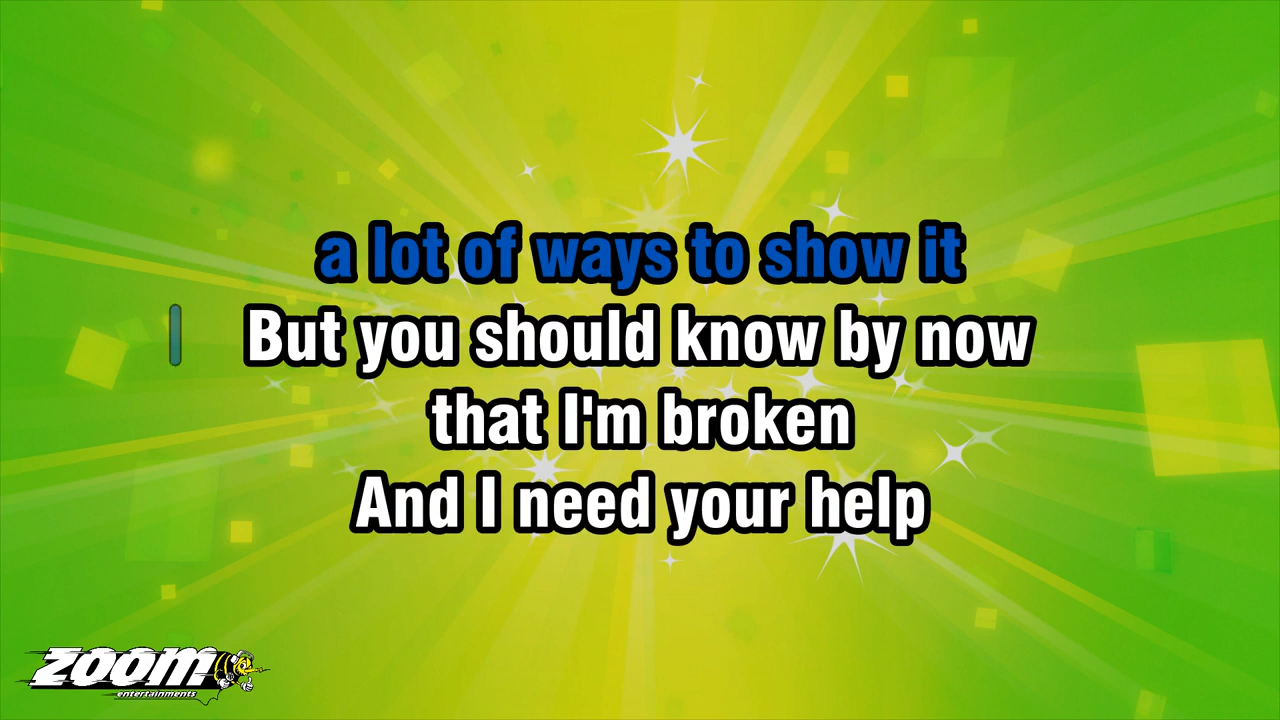 a lot of ways to show it
But you should know by now
that I'm broken
And I need your help
zoom
entertainments